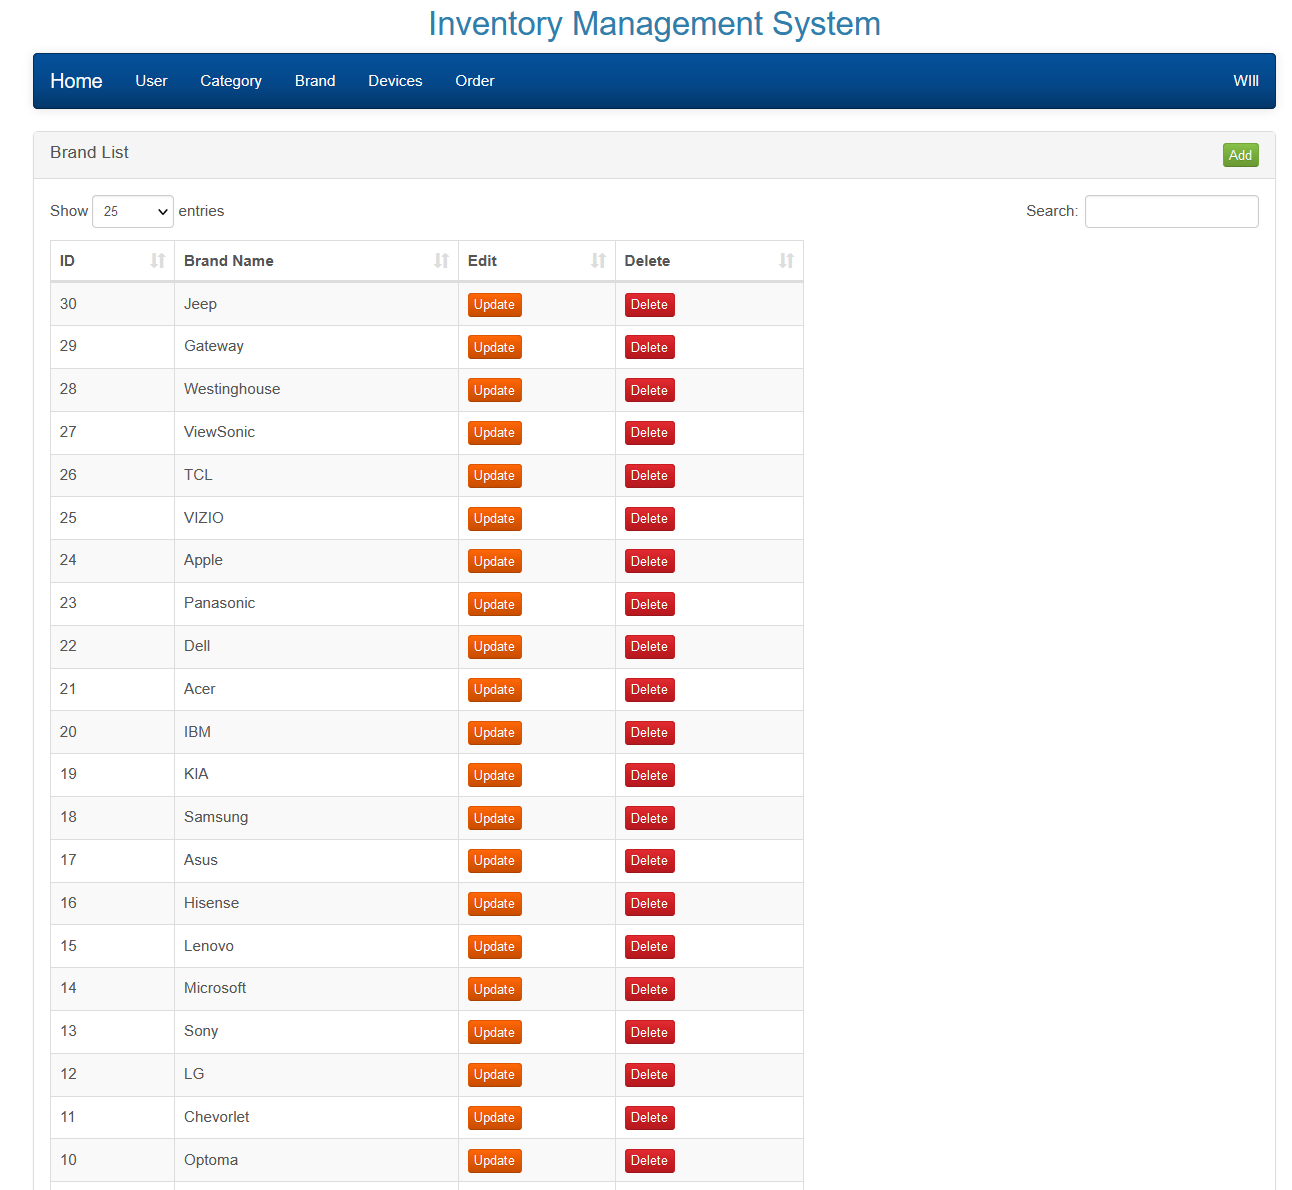 Inventory Management System
Home User Category Brand Devices Order WIll
Brand List Add
Show 25 entries Search:
ID Brand Name Edit Delete
30 Jeep Update Delete
29 Gateway Update Delete
28 Westinghouse Update Delete
27 ViewSonic Update Delete
26 TCL Update Delete
25 VIZIO Update Delete
24 Apple Update Delete
23 Panasonic Update Delete
22 Dell Update Delete
21 Acer Update Delete
20 IBM Update Delete
19 KIA Update Delete
18 Samsung Update Delete
17 Asus Update Delete
16 Hisense Update Delete
15 Lenovo Update Delete
14 Microsoft Update Delete
13 Sony Update Delete
12 LG Update Delete
11 Chevorlet Update Delete
10 Optoma Update Delete